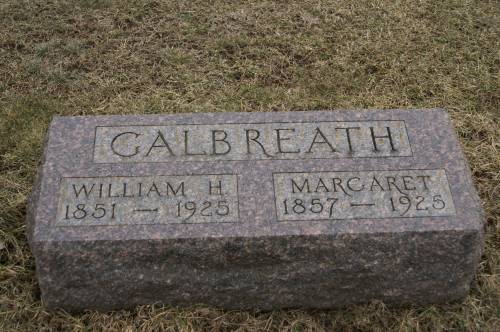 GALBREATH
WILLIAM H.
1851 — 1925
MARGARET
1857 — 1925